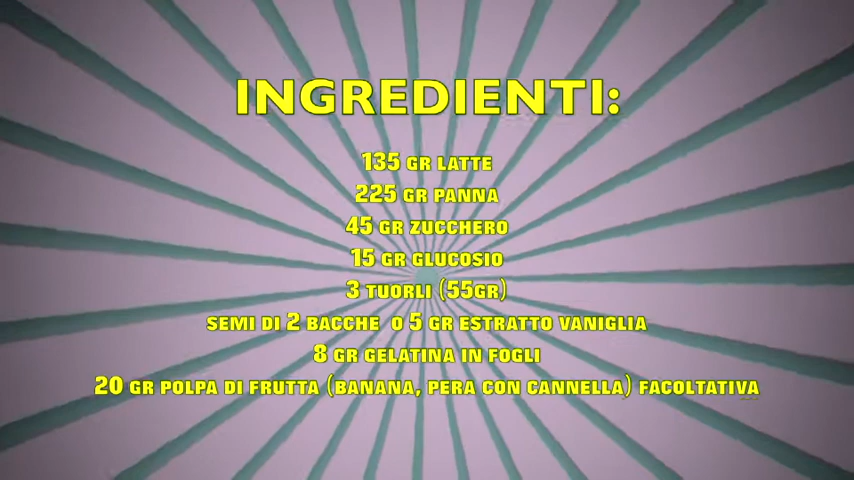 INGREDIENTI:
135 GR LATTE
225 GR PANNA
45 GR ZUCCHERO
15 GR GLUCOSIO
3 TUORLI (55GR)
SEMI DI 2 BACCHE O 5 GR ESTRATTO VANIGLIA
8 GR GELATINA IN FOGLI
20 GR POLPA DI FRUTTA (BANANA, PERA CON CANNELLA) FACOLTATIVA